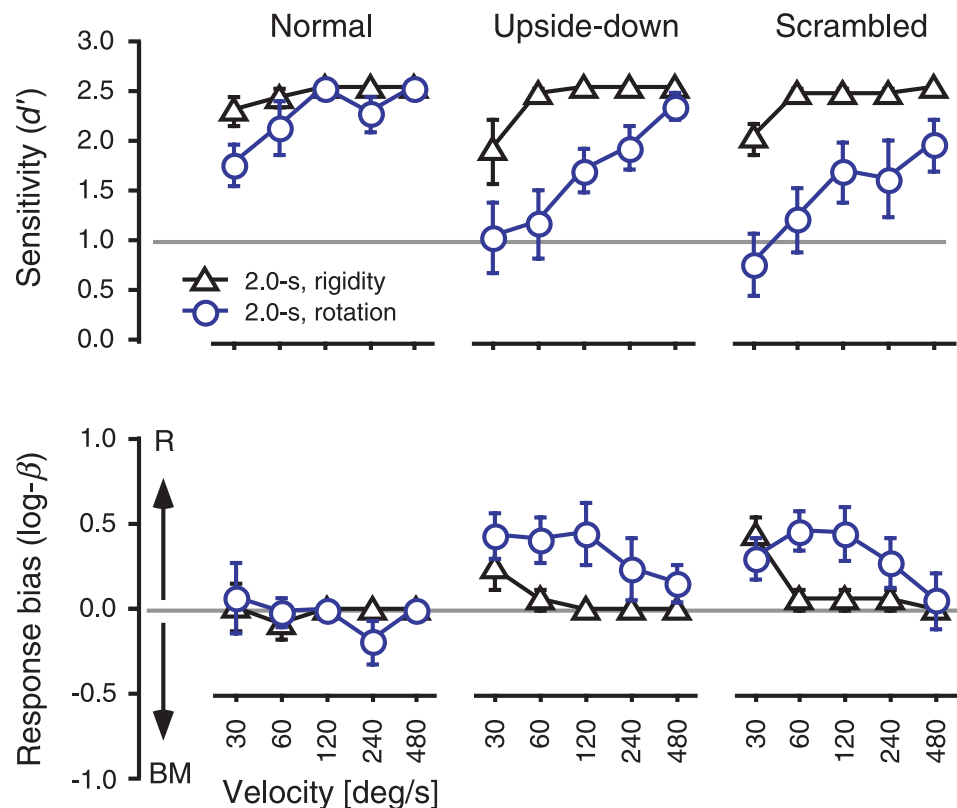 Normal Upside-down Scrambled
Sensitivity (d′)
3.0
2.5
2.0
1.5
1.0
0.5
0.0
2.0-s, rigidity
2.0-s, rotation
Response bias (log-β)
1.0
0.5
0.0
-0.5
-1.0
R
BM
30 60 120 240 480 30 60 120 240 480 30 60 120 240 480
Velocity [deg/s]